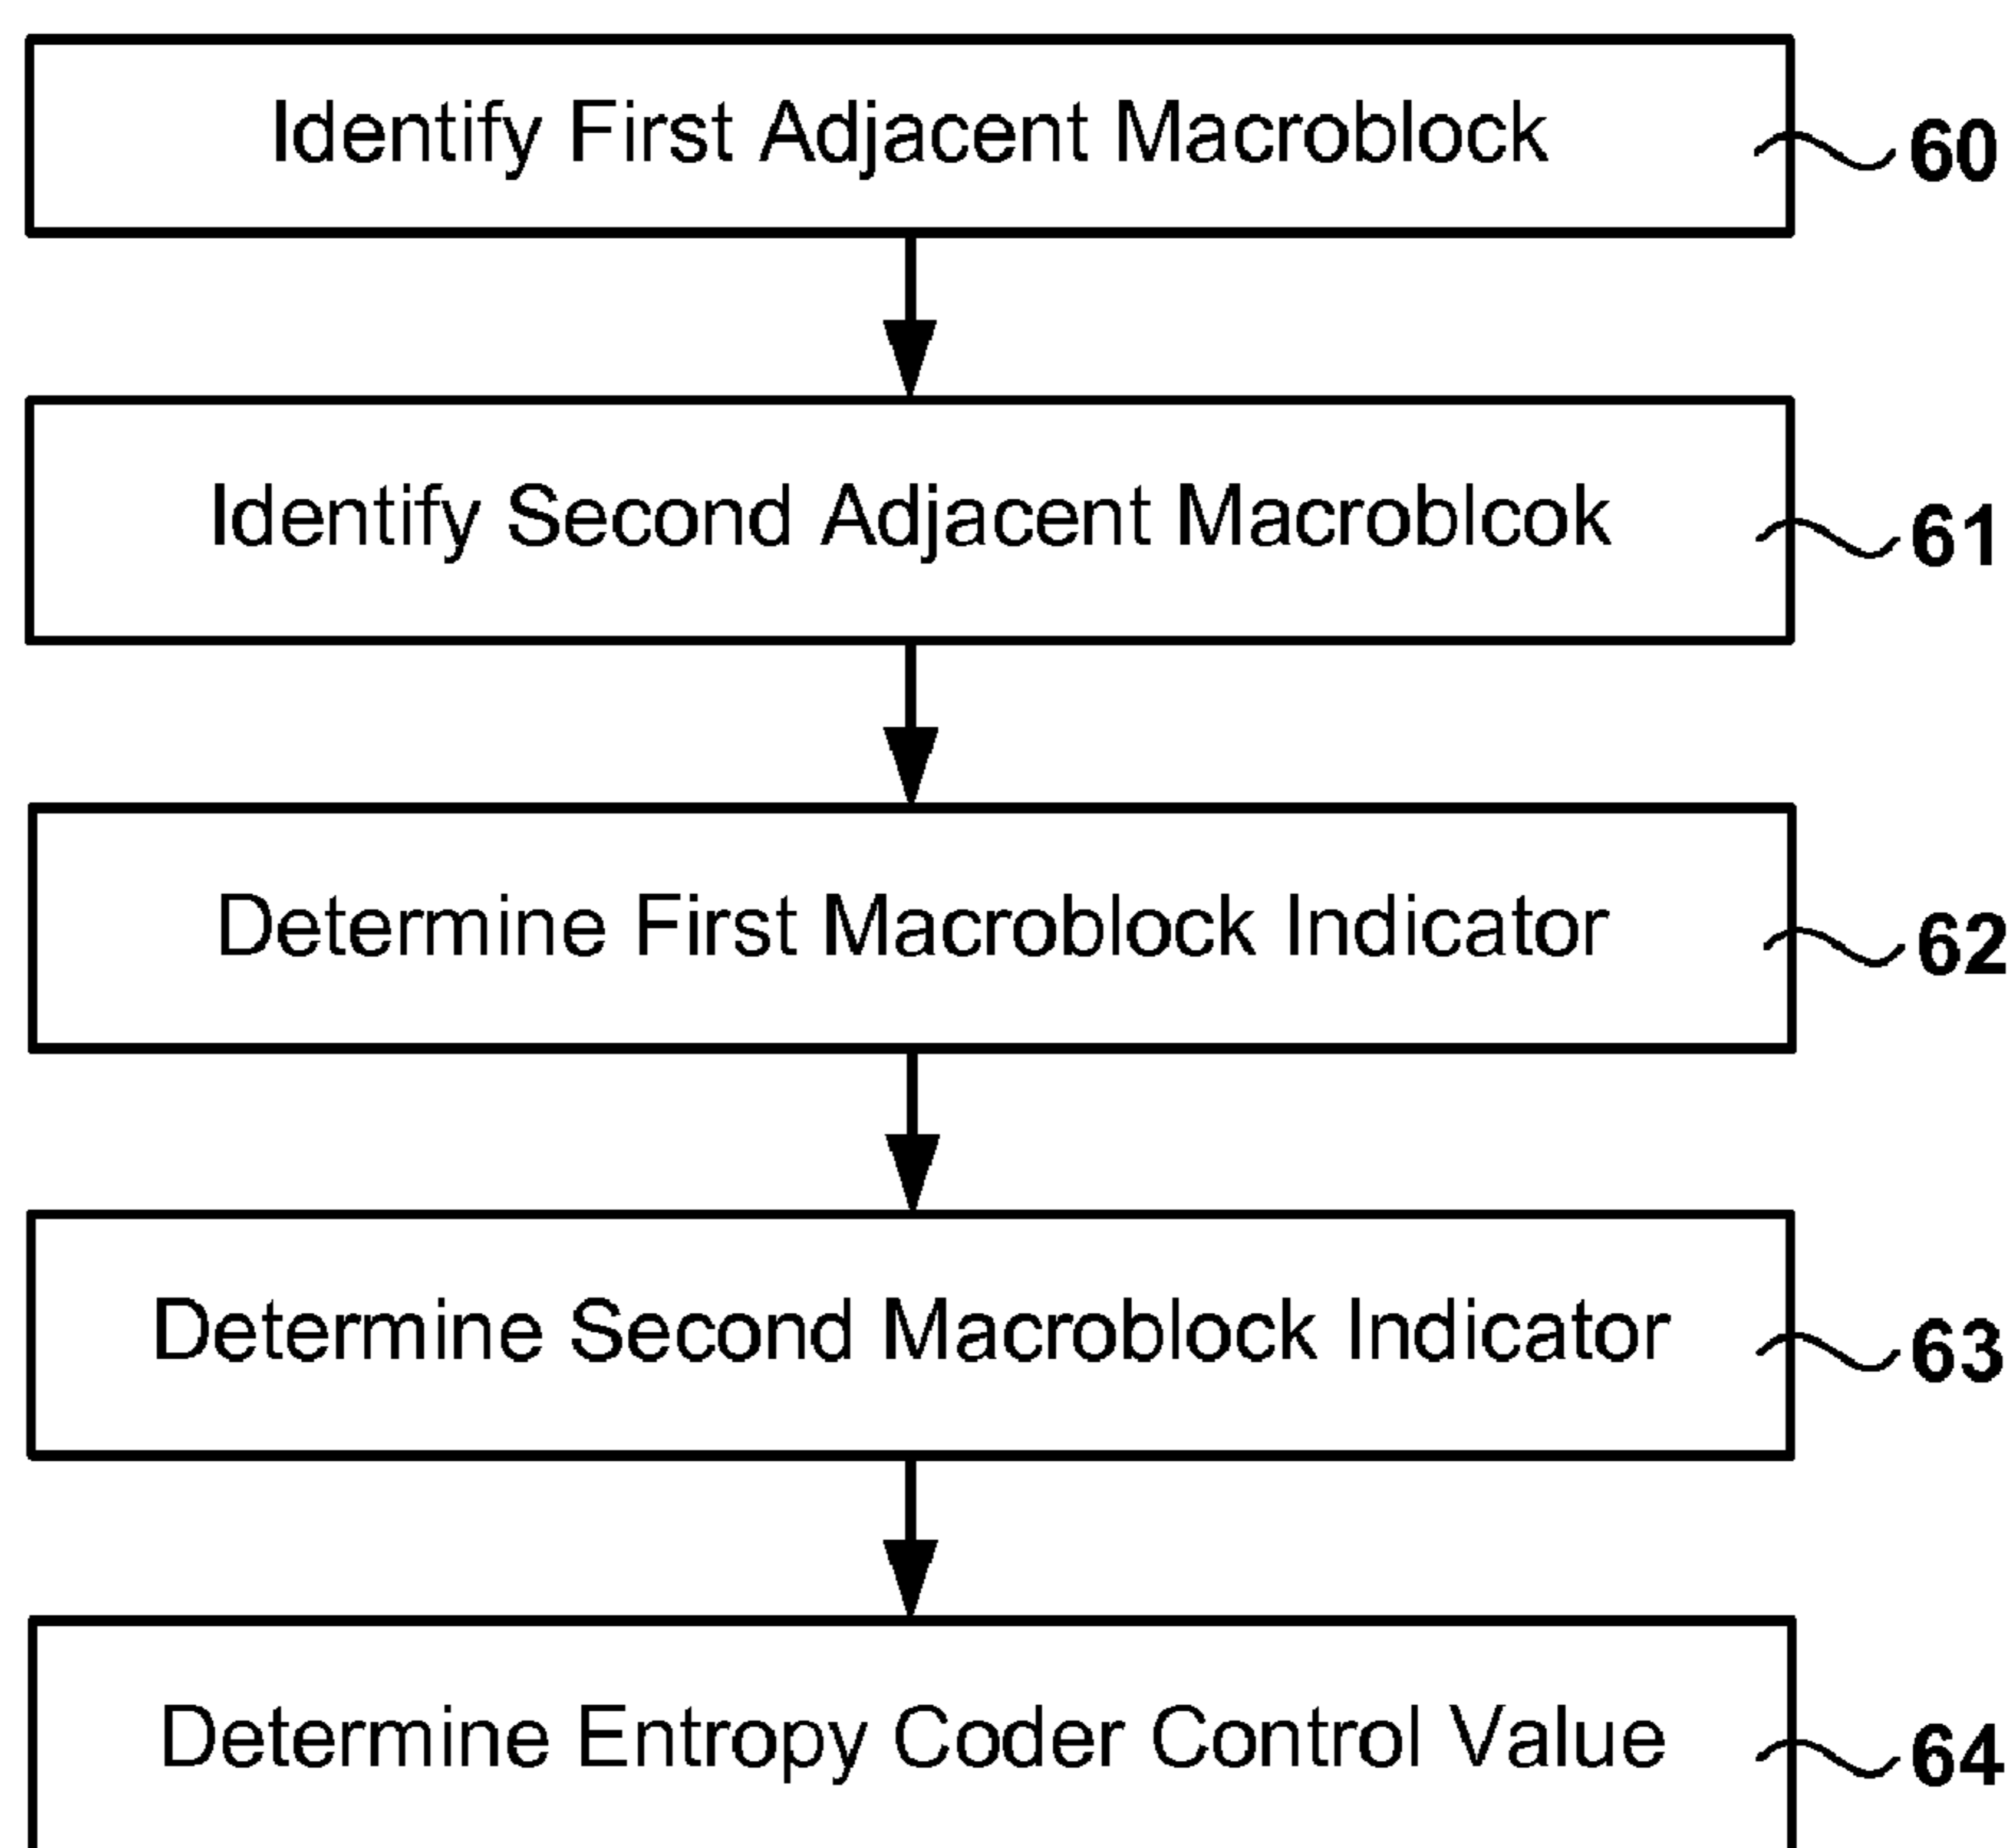 Identify First Adjacent Macroblock 60
Identify Second Adjacent Macroblcok 61
Determine First Macroblock Indicator 62
Determine Second Macroblock Indicator 63
Determine Entropy Coder Control Value 64